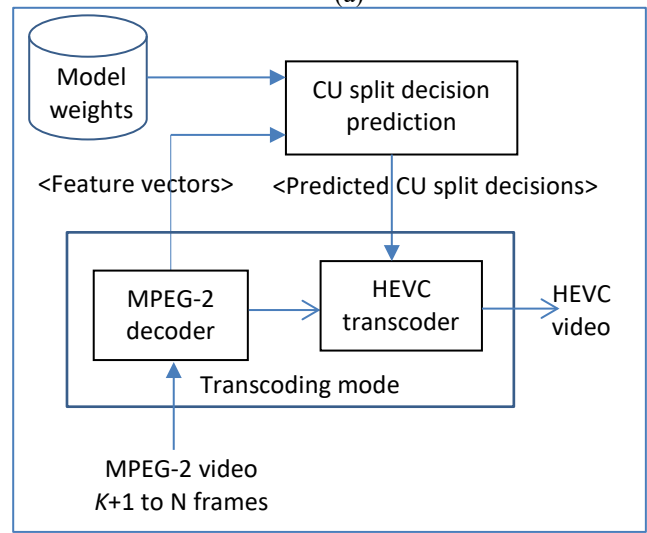 (a)
Model
weights
CU split decision
prediction
<Feature vectors>
<Predicted CU split decisions>
MPEG-2
decoder
HEVC
transcoder
HEVC
video
Transcoding mode
MPEG-2 video
K+1 to N frames